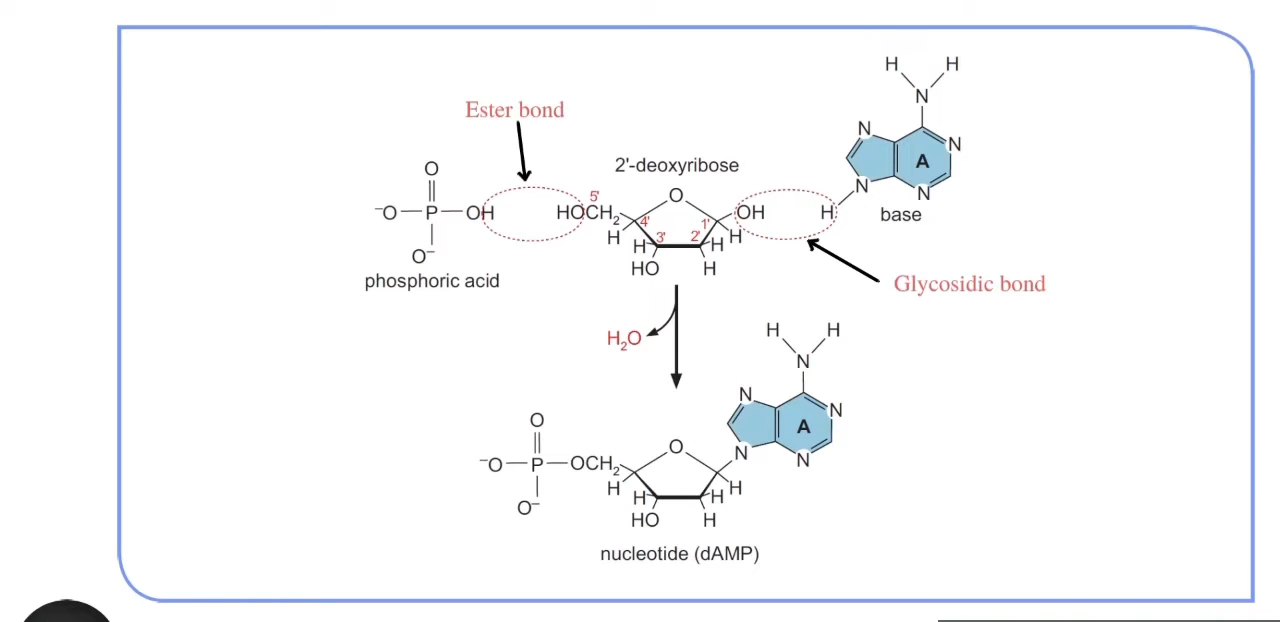 Ester bond
2'-deoxyribose
O
⁻O—P—OH
O⁻
phosphoric acid
HOCH₂
5'
4'
3'
2'
1'
O
OH
H
H
H
H
HO
H
H
H
H
N
N
N
N
N
A
base
Glycosidic bond
H₂O
O
⁻O—P—OCH₂
O⁻
O
H
H
H
H
HO
H
H
H
N
N
N
N
N
A
nucleotide (dAMP)